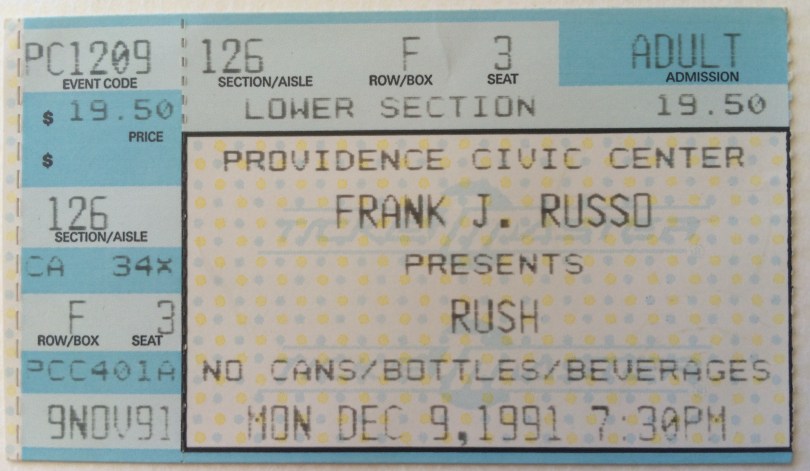 PC1209
EVENT CODE
$ 19.50
PRICE
$
126
SECTION/AISLE
CA 34x
F 3
ROW/BOX SEAT
PCC401A
9NOV91
126 F 3 ADULT
SECTION/AISLE ROW/BOX SEAT ADMISSION
LOWER SECTION 19.50
PROVIDENCE CIVIC CENTER
FRANK J. RUSSO
PRESENTS
RUSH
NO CANS/BOTTLES/BEVERAGES
MON DEC 9,1991 7:30PM